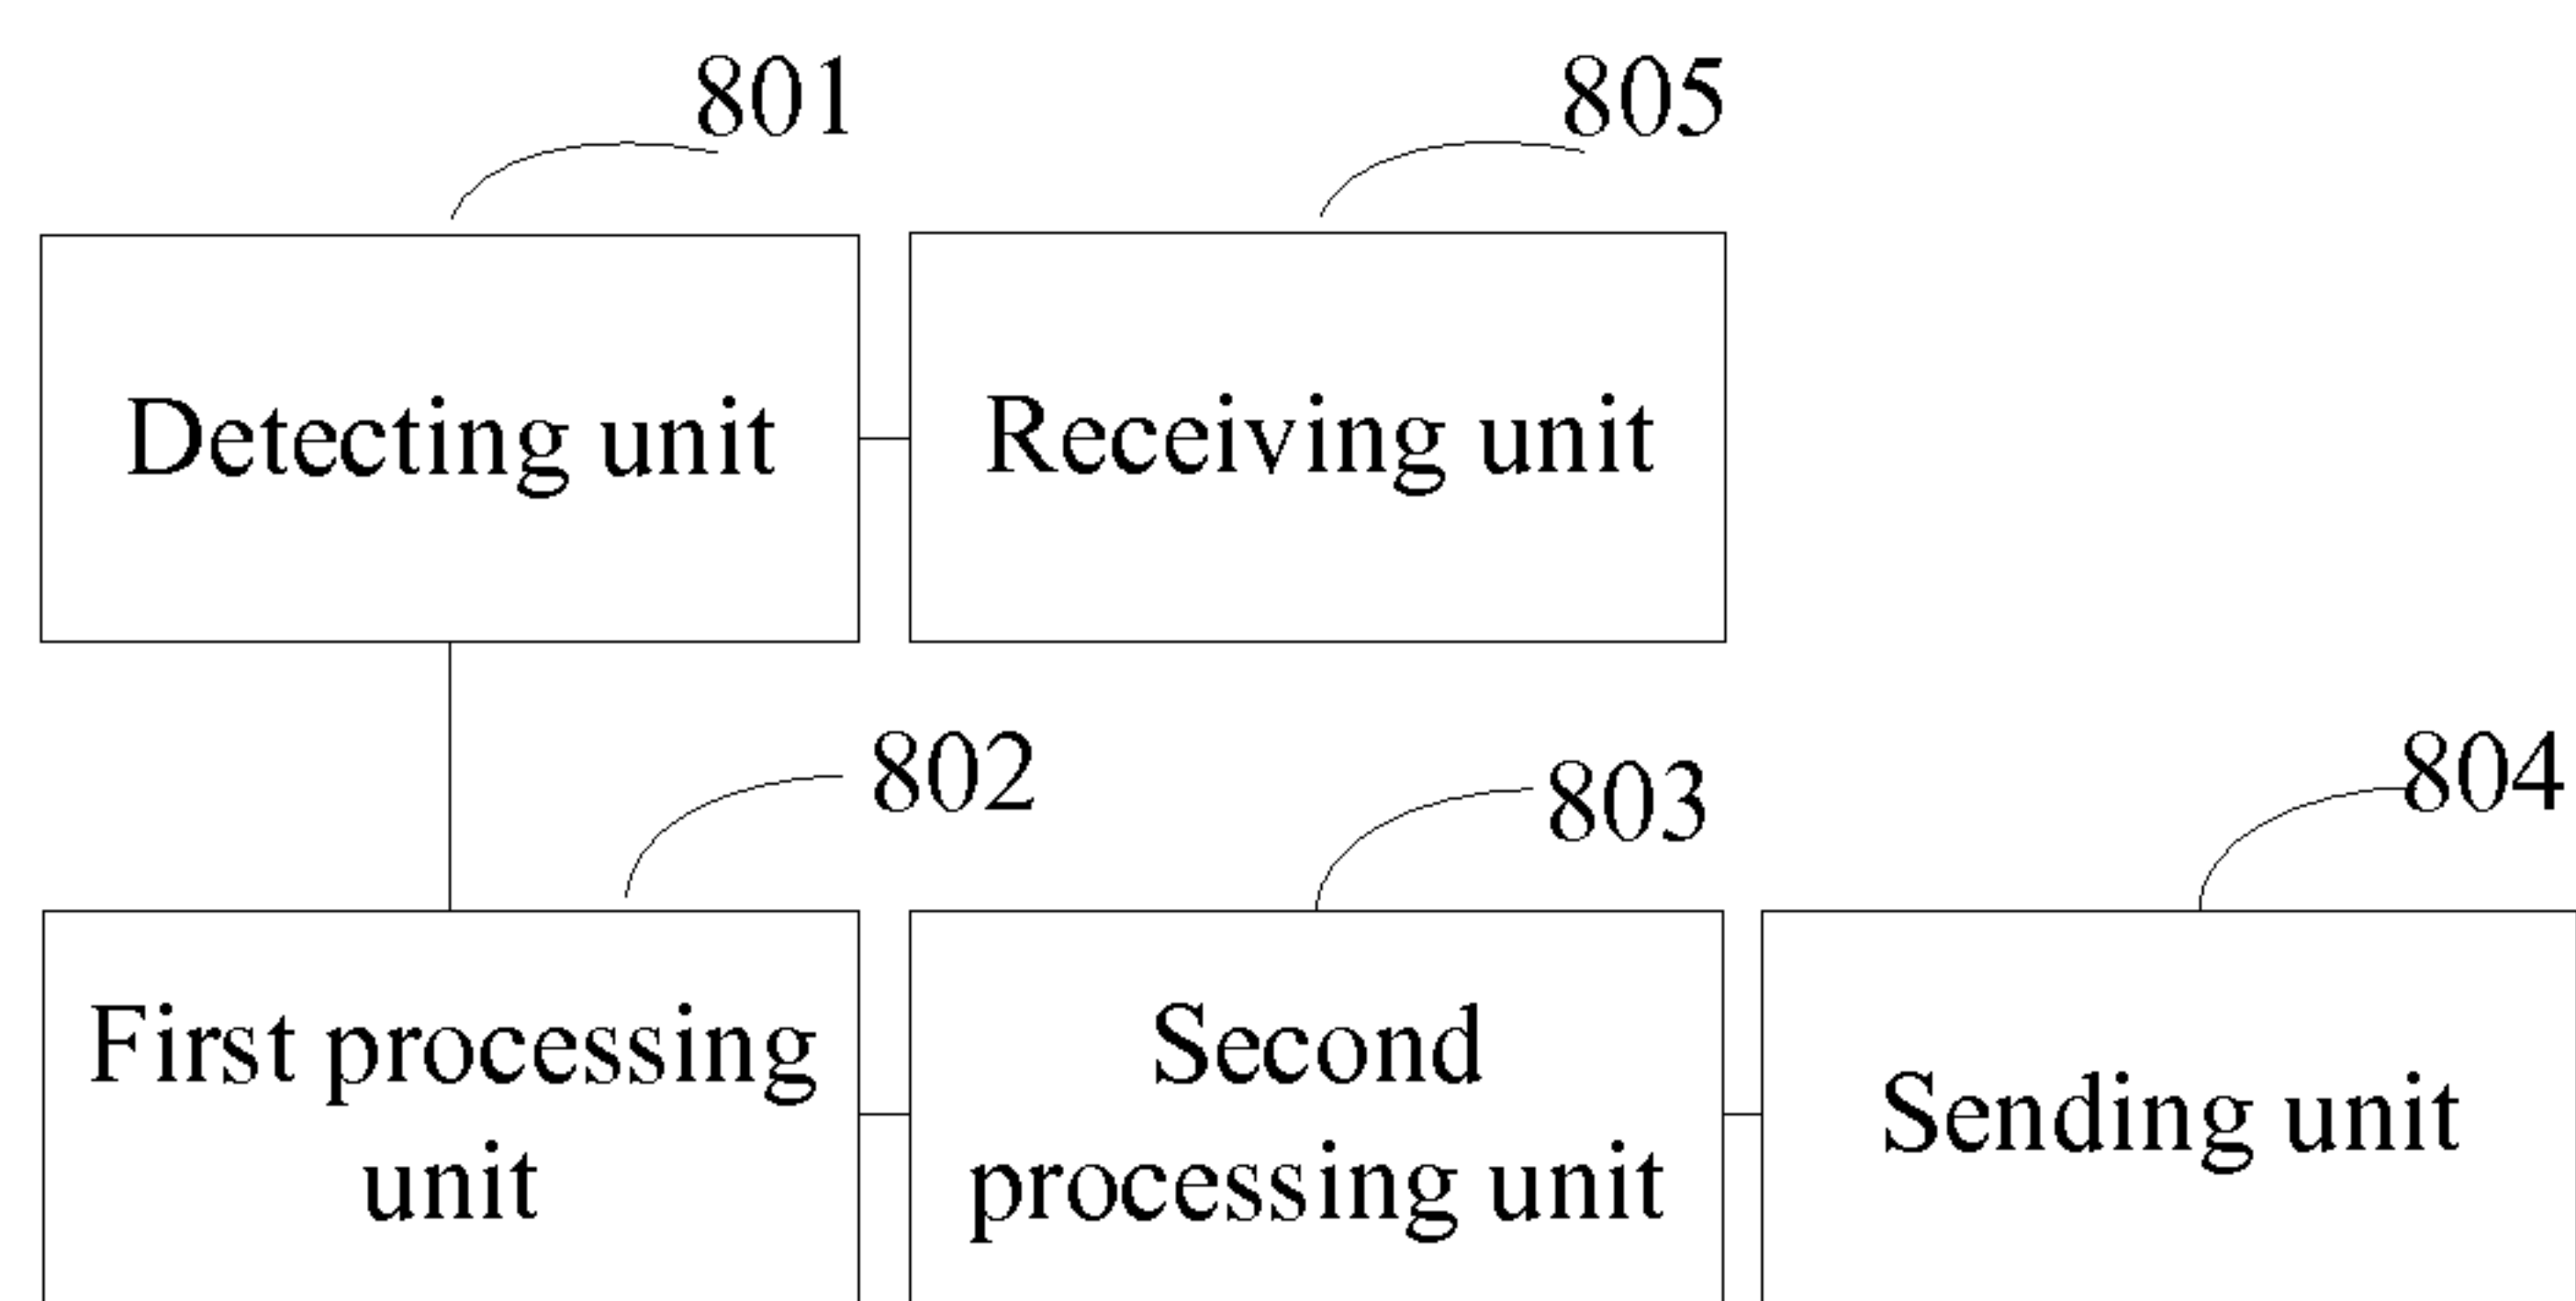 801
805
Detecting unit
Receiving unit
802
803
804
First processing
unit
Second
processing unit
Sending unit